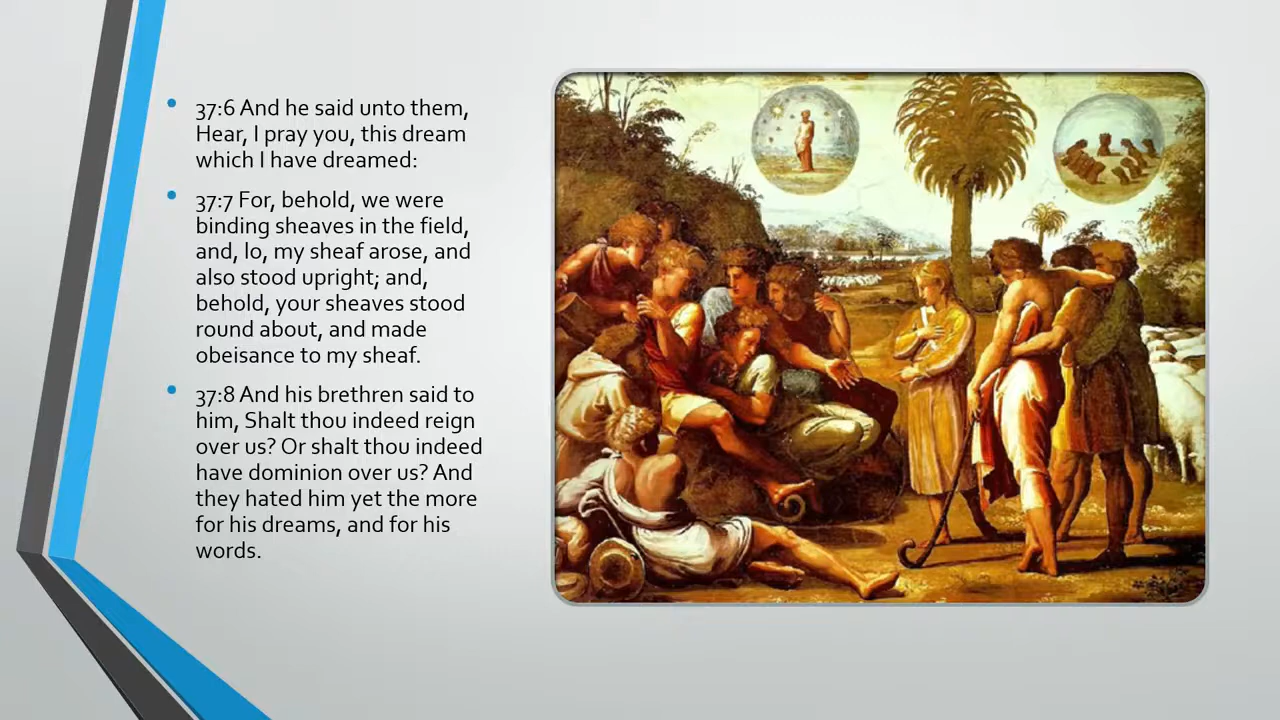 • 37:6 And he said unto them,
Hear, I pray you, this dream
which I have dreamed:
• 37:7 For, behold, we were
binding sheaves in the field,
and, lo, my sheaf arose, and
also stood upright; and,
behold, your sheaves stood
round about, and made
obeisance to my sheaf.
• 37:8 And his brethren said to
him, Shalt thou indeed reign
over us? Or shalt thou indeed
have dominion over us? And
they hated him yet the more
for his dreams, and for his
words.